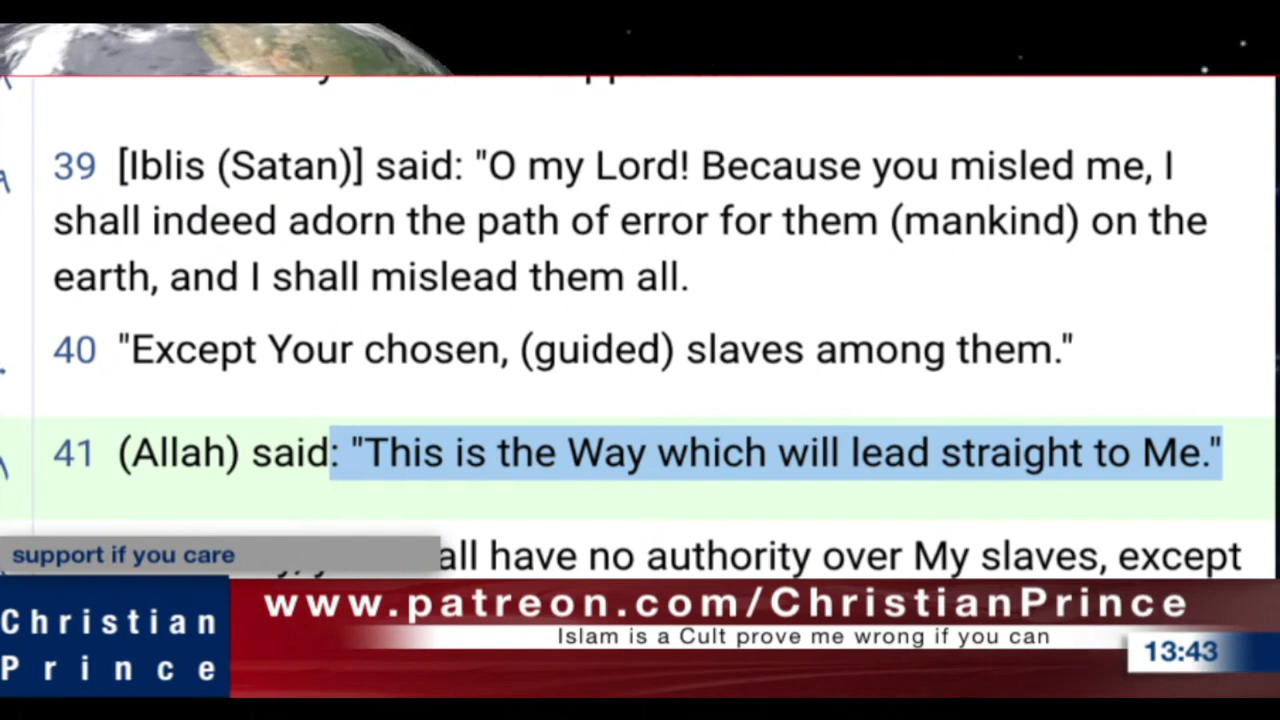 39 [Iblis (Satan)] said: "O my Lord! Because you misled me, I
shall indeed adorn the path of error for them (mankind) on the
earth, and I shall mislead them all.
40 "Except Your chosen, (guided) slaves among them."
41 (Allah) said: "This is the Way which will lead straight to Me."
all have no authority over My slaves, except
support if you care
www.patreon.com/ChristianPrince
Islam is a Cult prove me wrong if you can
Christian
Prince
13:43